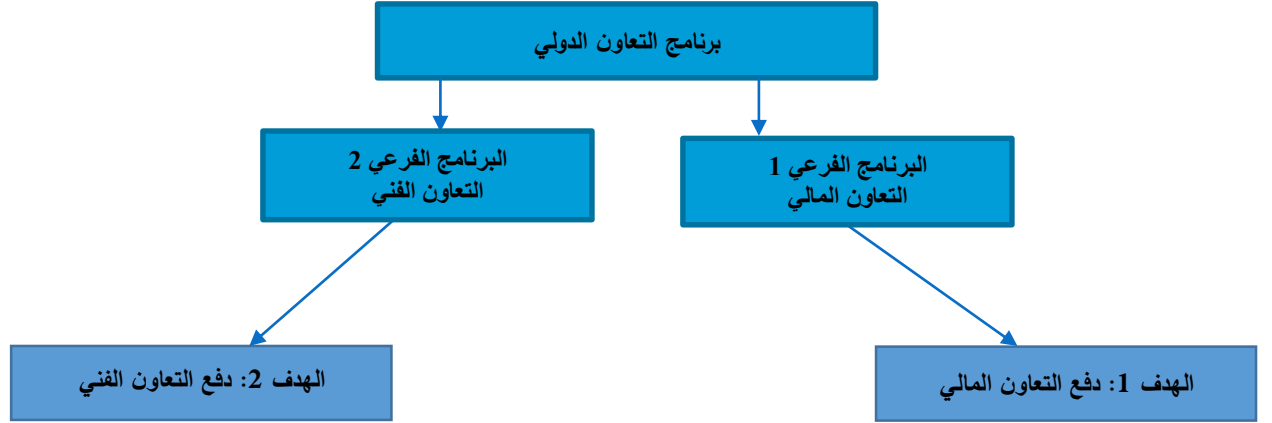 برنامج التعاون الدولي
البرنامج الفرعي 1
التعاون المالي
البرنامج الفرعي 2
التعاون الفني
الهدف 1: دفع التعاون المالي
الهدف 2: دفع التعاون الفني